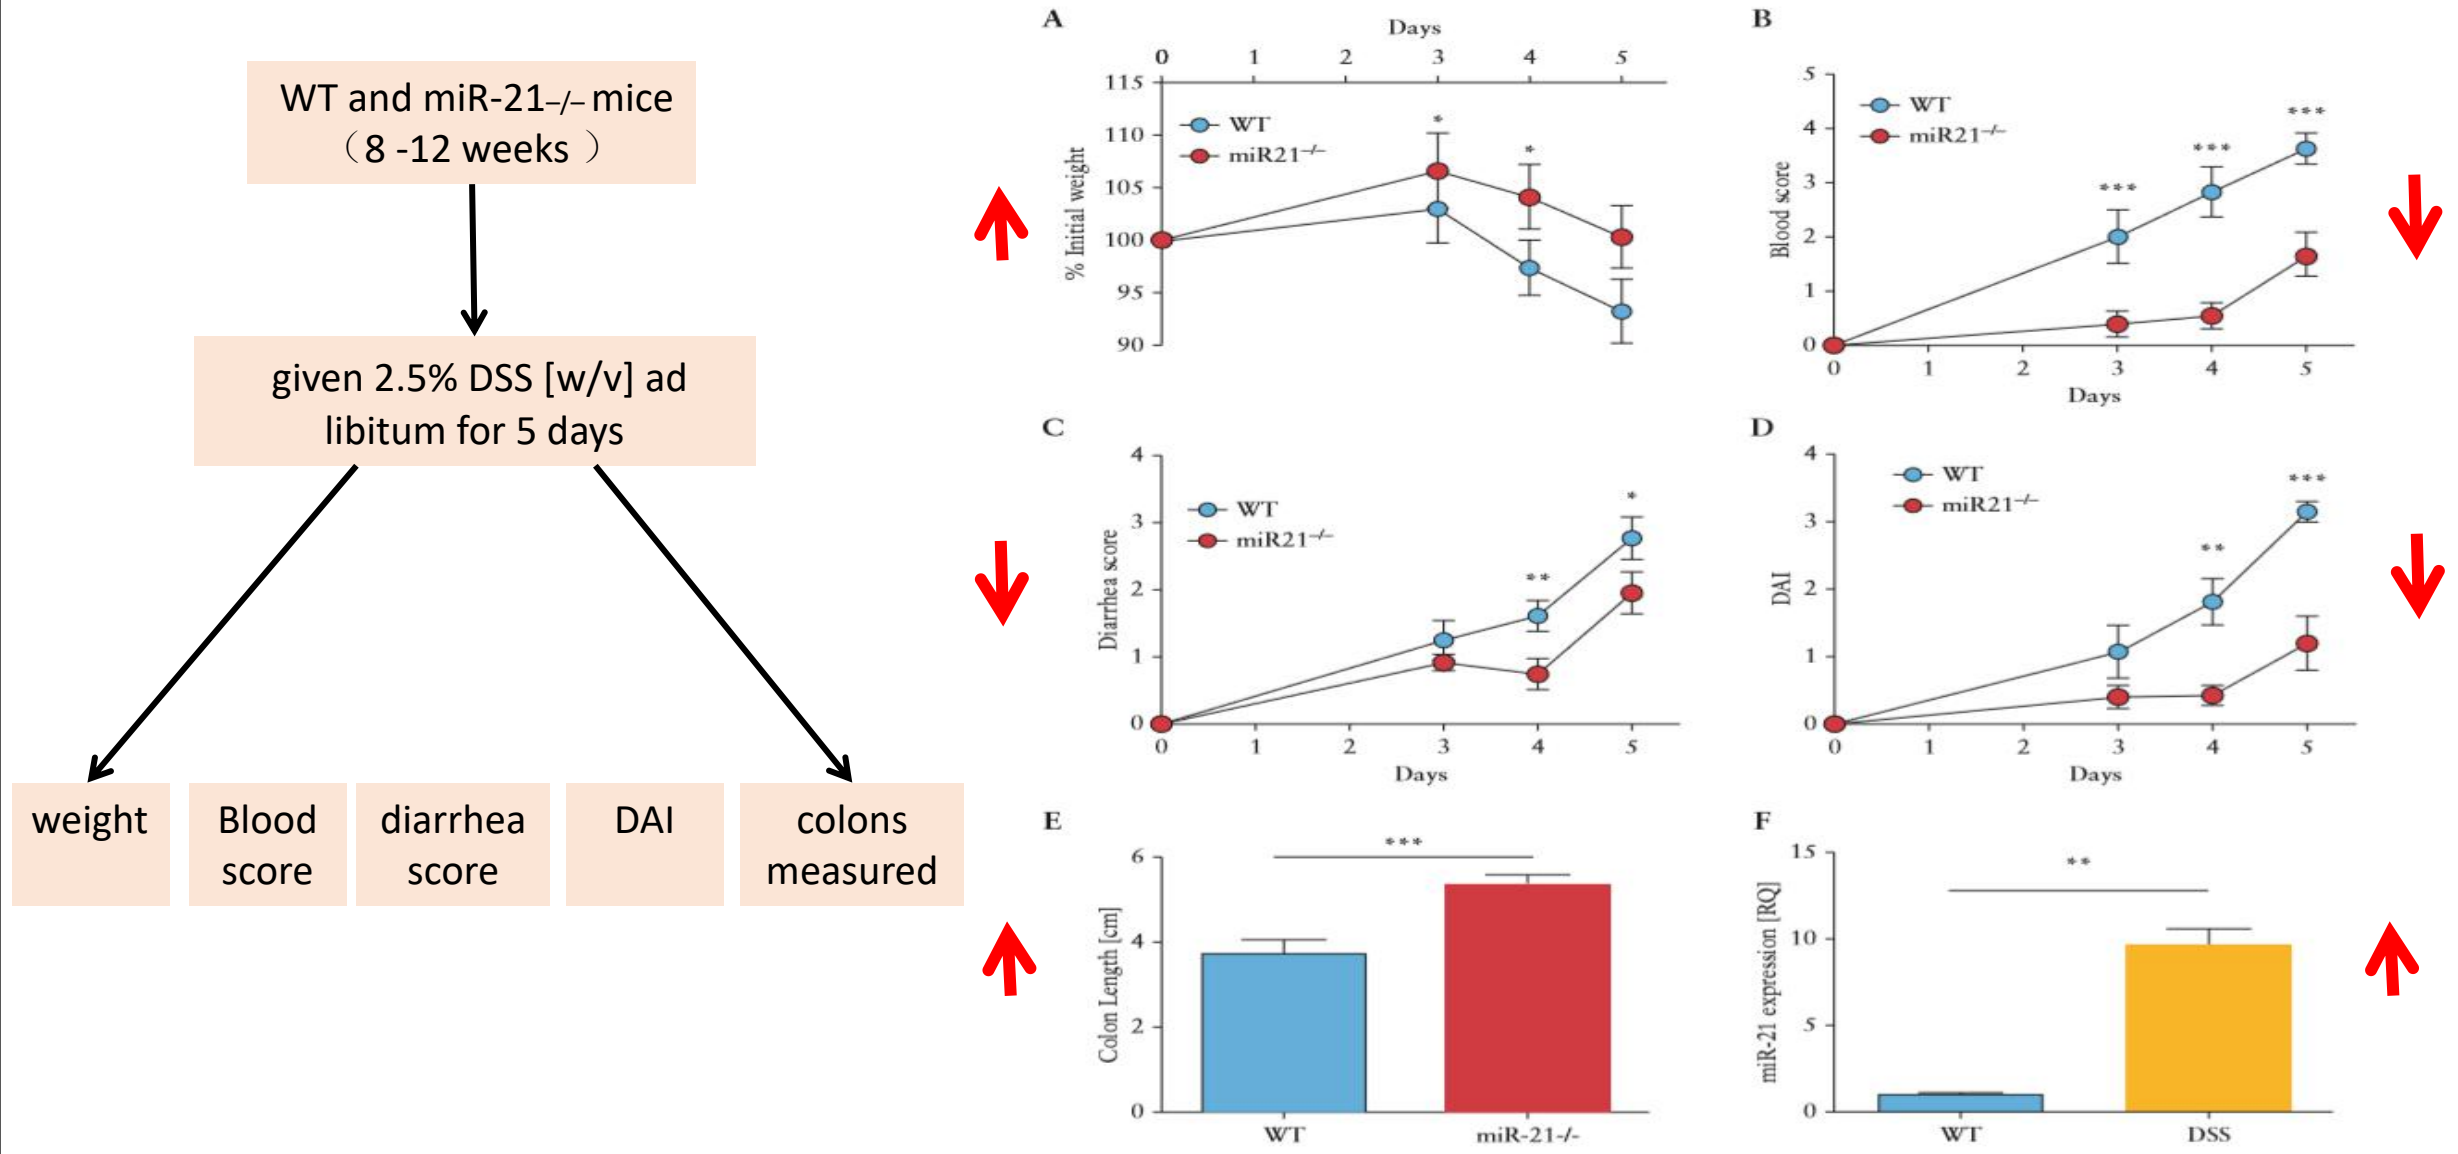 WT and miR-21–/– mice
（8 -12 weeks ）
given 2.5% DSS [w/v] ad
libitum for 5 days
weight
Blood
score
diarrhea
score
DAI
colons
measured
A
Days
0 1 2 3 4 5
115
110
105
100
95
90
% Initial weight
WT
miR21–/–
*
*
B
5
4
3
2
1
0
Blood score
WT
miR21–/–
***
***
***
0 1 2 3 4 5
Days
C
4
3
2
1
0
Diarrhea score
WT
miR21–/–
**
*
0 1 2 3 4 5
Days
D
4
3
2
1
0
DAI
WT
miR21–/–
**
***
0 1 2 3 4 5
Days
E
6
4
2
0
Colon Length [cm]
***
WT miR-21-/-
F
15
10
5
0
miR-21 expression [RQ]
**
WT DSS